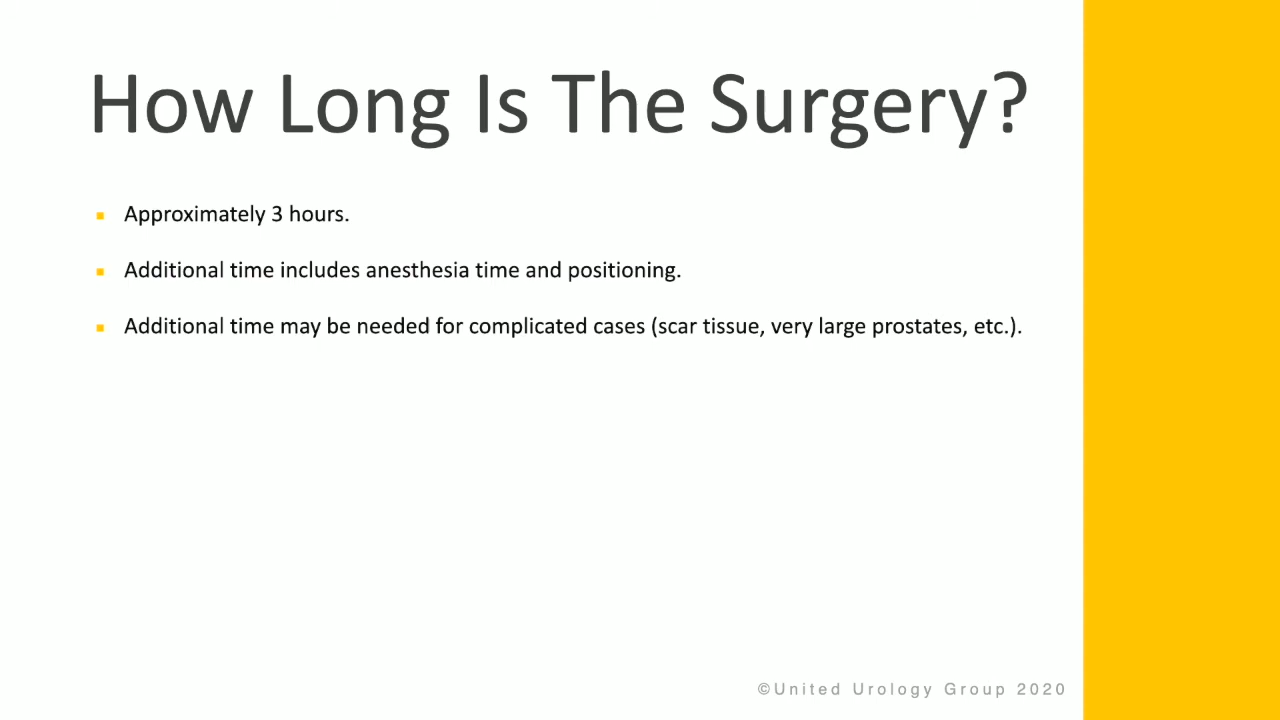 How Long Is The Surgery?
Approximately 3 hours.
Additional time includes anesthesia time and positioning.
Additional time may be needed for complicated cases (scar tissue, very large prostates, etc.).
©United Urology Group 2020